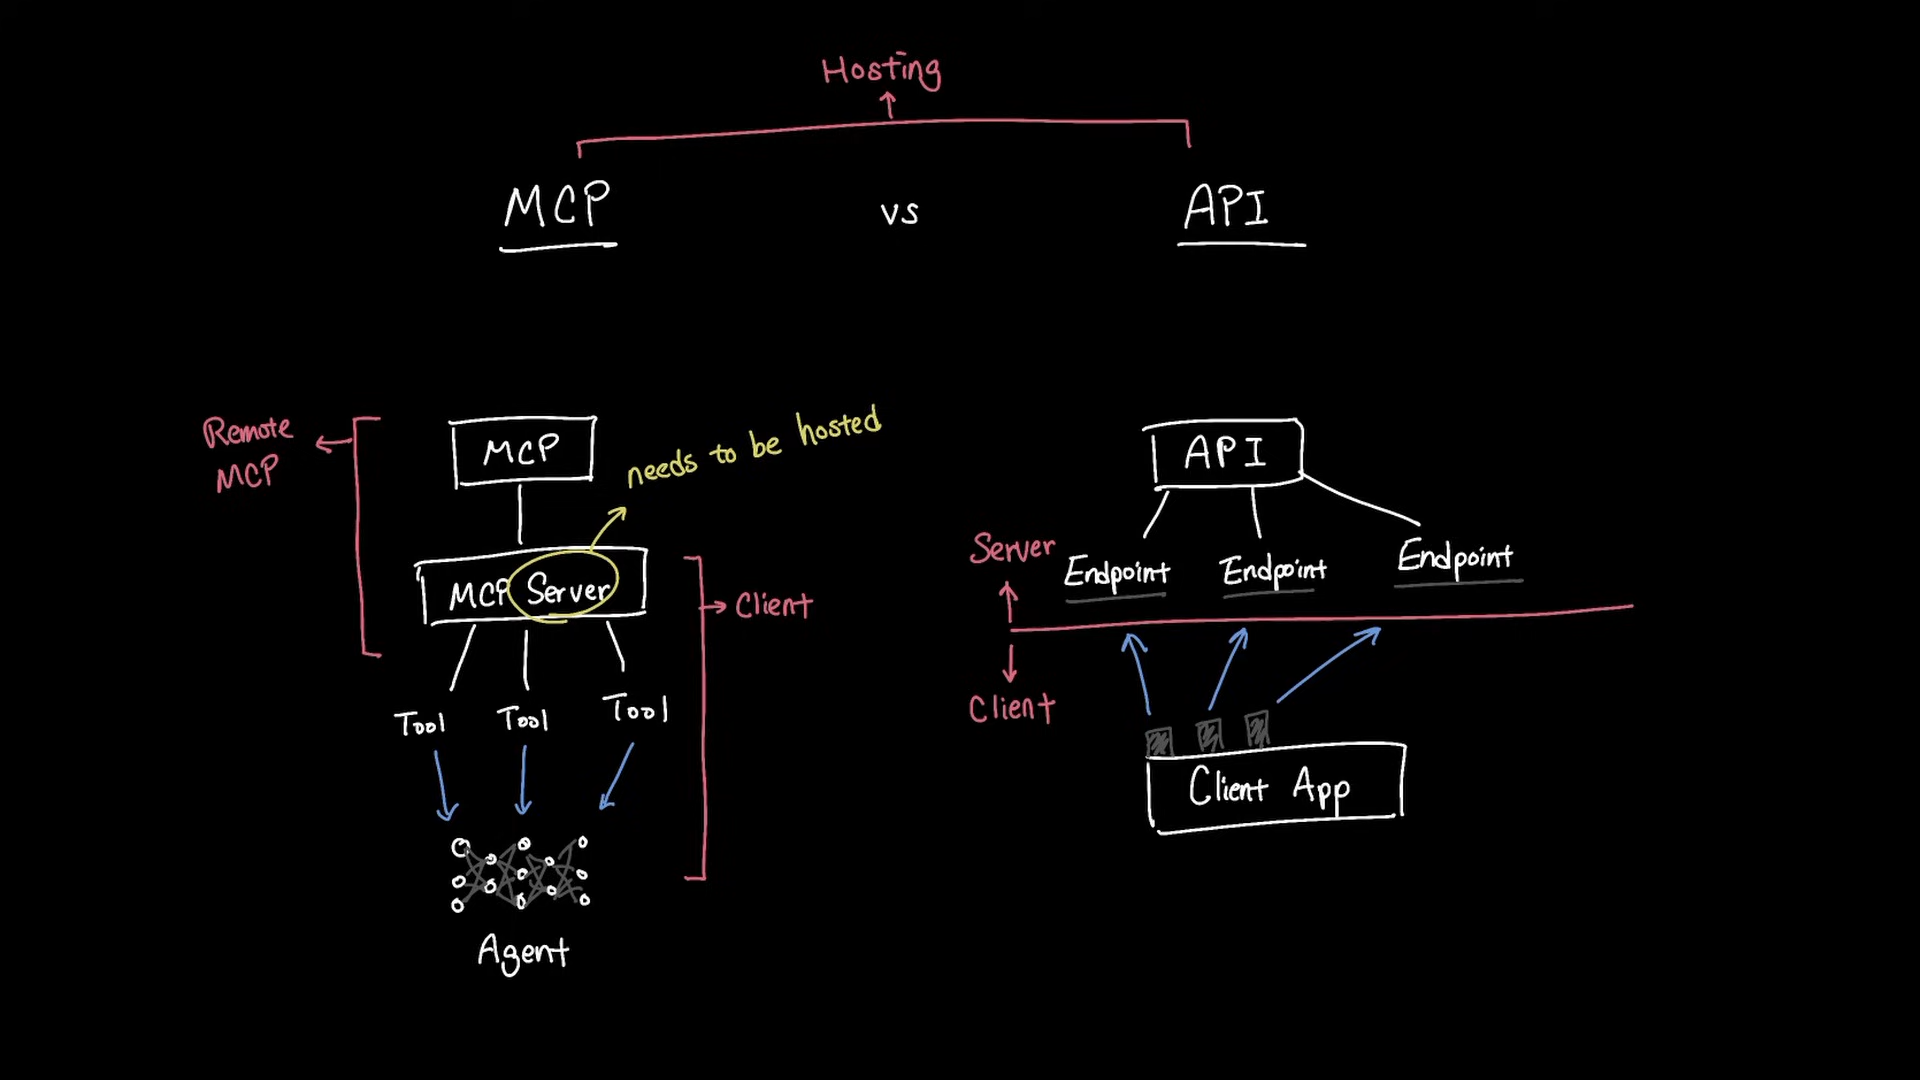 Hosting
MCP
vs
API
Remote
MCP
MCP
needs to be hosted
MCP Server
Client
Tool
Tool
Tool
Agent
API
Server
Endpoint
Endpoint
Endpoint
Client
Client App